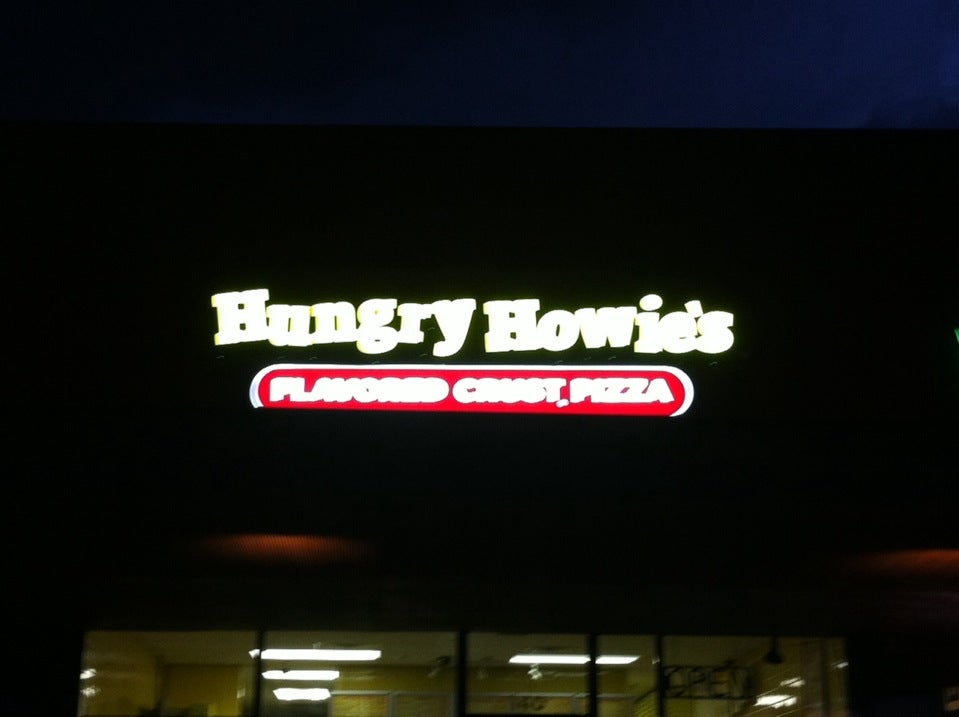 Hungry Howie's
FLAVORED CRUST PIZZA
OPEN